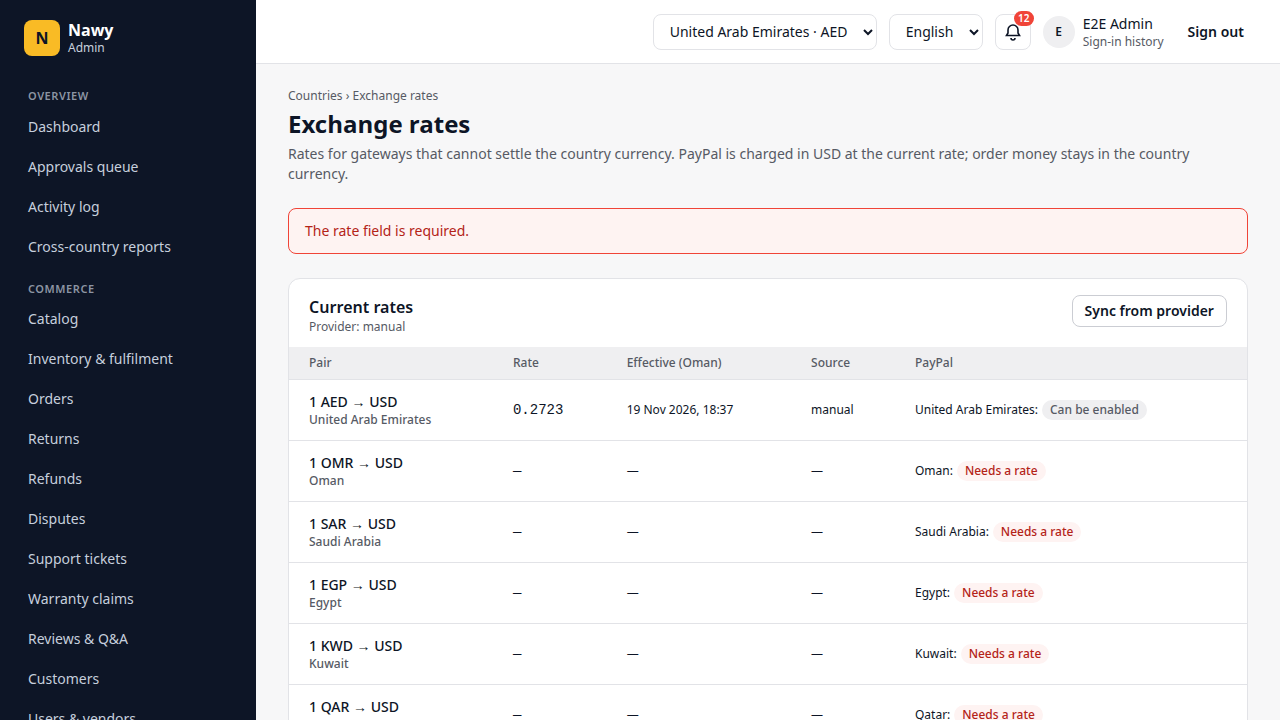 N
Nawy
Admin
United Arab Emirates · AED
English
12
E
E2E Admin
Sign-in history
Sign out
OVERVIEW
Dashboard
Approvals queue
Activity log
Cross-country reports
COMMERCE
Catalog
Inventory & fulfilment
Orders
Returns
Refunds
Disputes
Support tickets
Warranty claims
Reviews & Q&A
Customers
Users & vendors
Countries › Exchange rates
Exchange rates
Rates for gateways that cannot settle the country currency. PayPal is charged in USD at the current rate; order money stays in the country
currency.
The rate field is required.
Current rates
Provider: manual
Sync from provider
Pair Rate Effective (Oman) Source PayPal
1 AED → USD
United Arab Emirates
0.2723 19 Nov 2026, 18:37 manual United Arab Emirates: Can be enabled
1 OMR → USD
Oman
— — — Oman: Needs a rate
1 SAR → USD
Saudi Arabia
— — — Saudi Arabia: Needs a rate
1 EGP → USD
Egypt
— — — Egypt: Needs a rate
1 KWD → USD
Kuwait
— — — Kuwait: Needs a rate
1 QAR → USD
— — — Qatar: Needs a rate